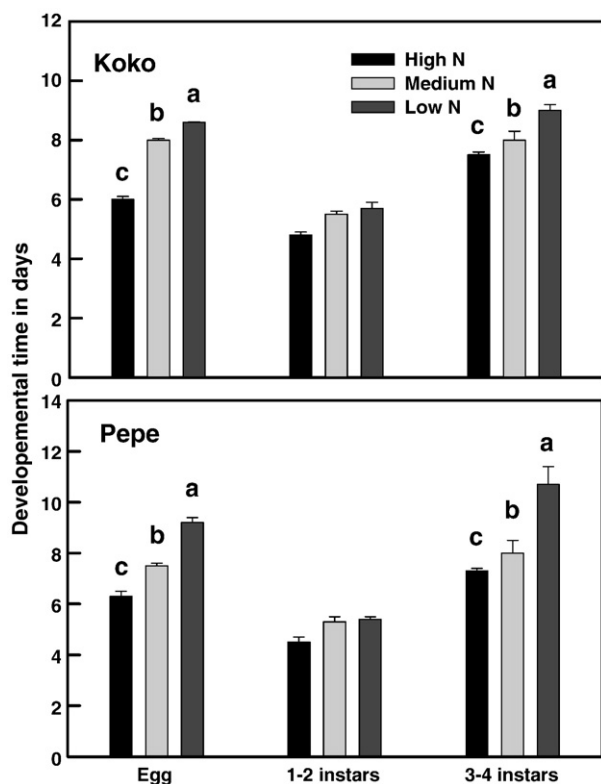 Developemental time in days
12
10
8
6
4
2
0
Koko
High N
Medium N
Low N
c
b
a
c
b
a
14
12
10
8
6
4
2
0
Pepe
c
b
a
c
b
a
Egg
1-2 instars
3-4 instars